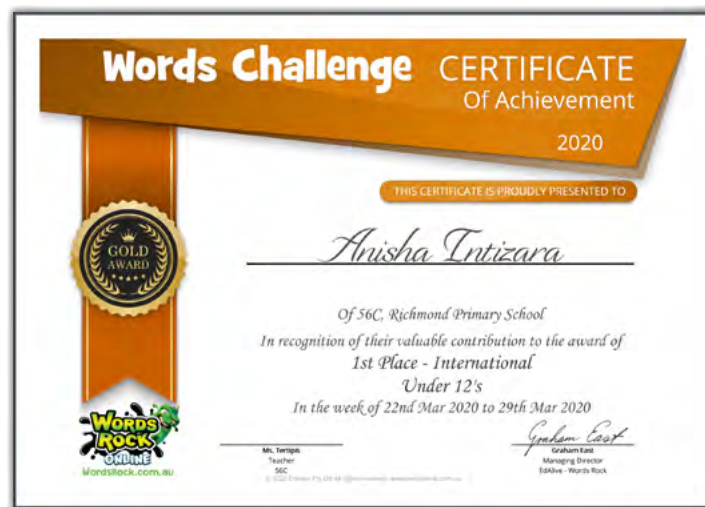 Words Challenge CERTIFICATE
Of Achievement
2020
THIS CERTIFICATE IS PROUDLY PRESENTED TO
Anisha Intizara
GOLD
AWARD
Of 56C, Richmond Primary School
In recognition of their valuable contribution to the award of
1st Place - International
Under 12's
In the week of 22nd Mar 2020 to 29th Mar 2020
WORDS
ROCK
ONLINE
WordsRock.com.au
Ms. Tertipis
Teacher
56C
Graham East
Graham East
Managing Director
EdAlive - Words Rock
© 2020